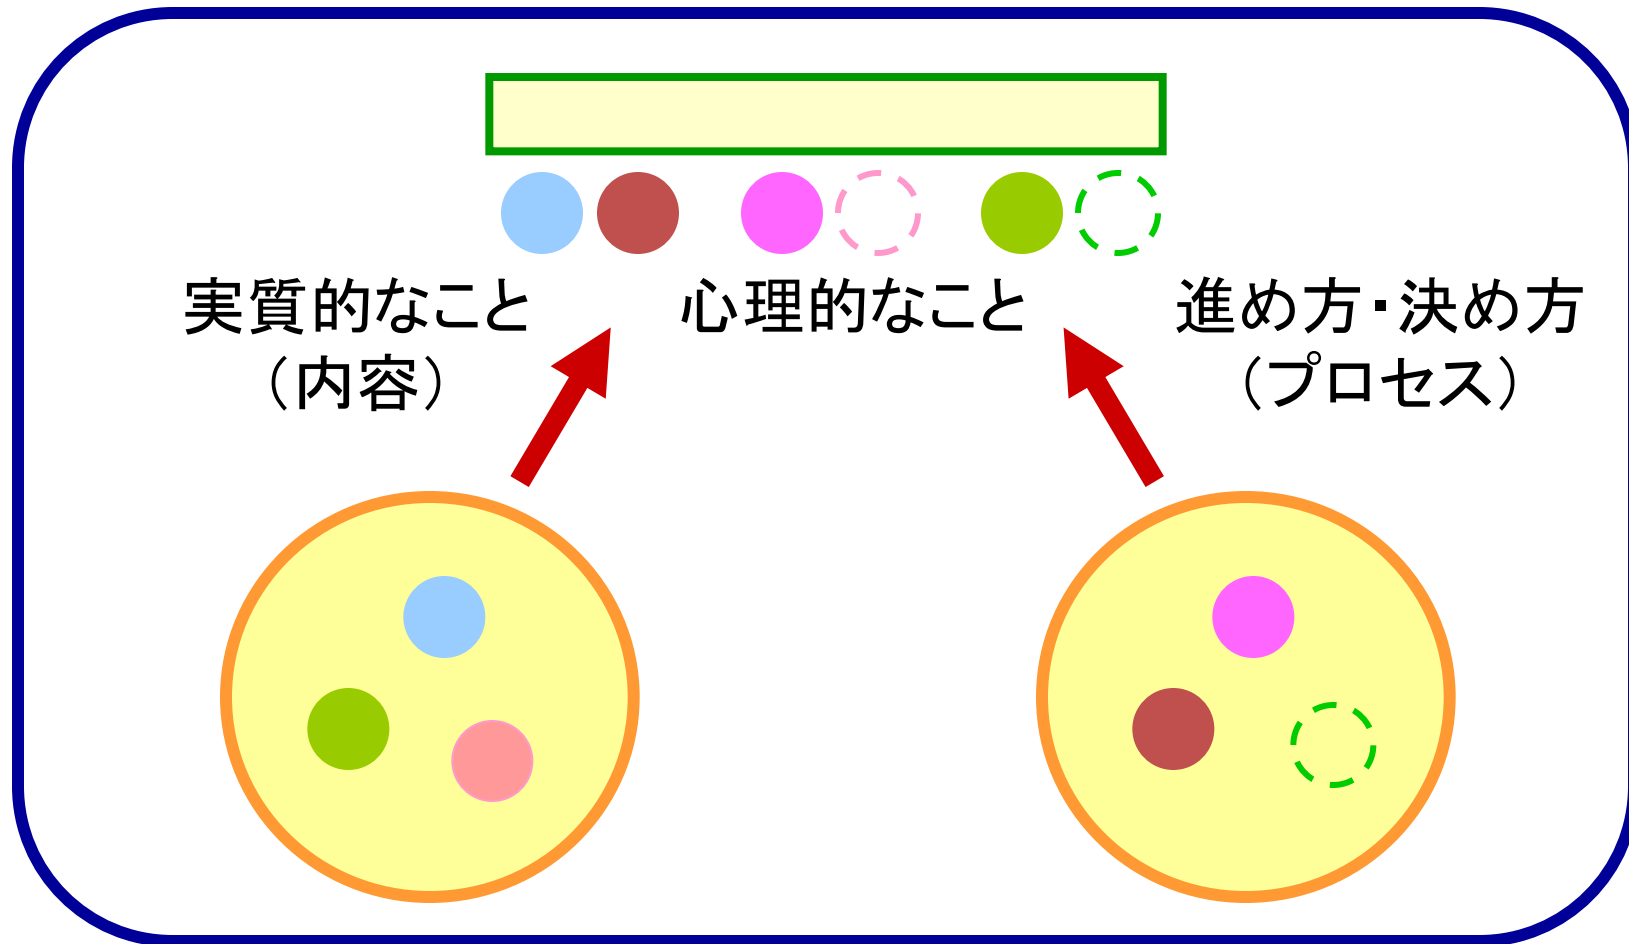 実質的なこと
（内容）
心理的なこと
進め方・決め方
（プロセス）